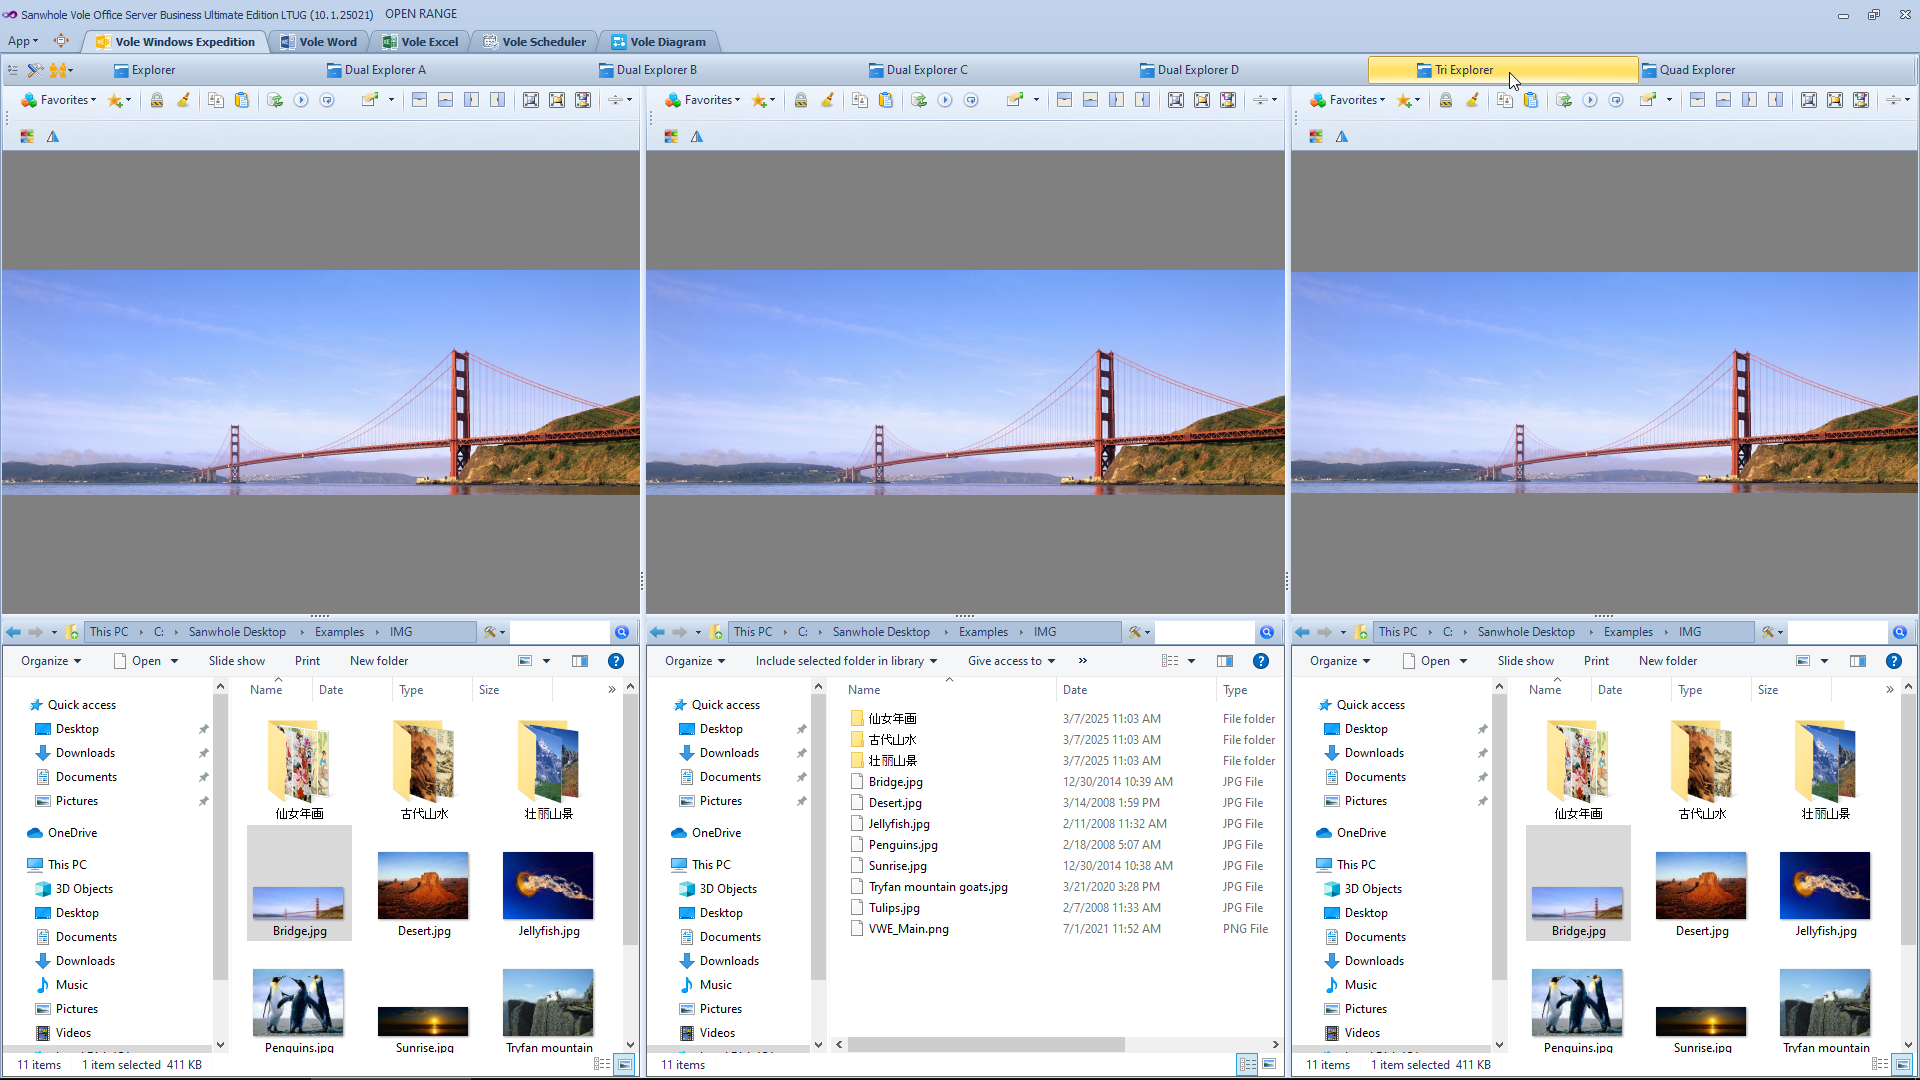 Sanwhole Vole Office Server Business Ultimate Edition LTUG (10.1.25021) OPEN RANGE
App Vole Windows Expedition Vole Word Vole Excel Vole Scheduler Vole Diagram
Explorer Dual Explorer A Dual Explorer B Dual Explorer C Dual Explorer D Tri Explorer Quad Explorer
Favorites Favorites Favorites
This PC C: Sanwhole Desktop Examples IMG
Organize Open Slide show Print New folder
Name Date Type Size
Quick access
Desktop
Downloads
Documents
Pictures
OneDrive
This PC
3D Objects
Desktop
Documents
Downloads
Music
Pictures
Videos
仙女年画 古代山水 壮丽山景
Bridge.jpg Desert.jpg Jellyfish.jpg
Penguins.jpg Sunrise.jpg Tryfan mountain
11 items 1 item selected 411 KB
This PC C: Sanwhole Desktop Examples IMG
Organize Include selected folder in library Give access to »
Name Date Type
Quick access
Desktop
Downloads
Documents
Pictures
OneDrive
This PC
3D Objects
Desktop
Documents
Downloads
Music
Pictures
Videos
仙女年画 3/7/2025 11:03 AM File folder
古代山水 3/7/2025 11:03 AM File folder
壮丽山景 3/7/2025 11:03 AM File folder
Bridge.jpg 12/30/2014 10:39 AM JPG File
Desert.jpg 3/14/2008 1:59 PM JPG File
Jellyfish.jpg 2/11/2008 11:32 AM JPG File
Penguins.jpg 2/18/2008 5:07 AM JPG File
Sunrise.jpg 12/30/2014 10:38 AM JPG File
Tryfan mountain goats.jpg 3/21/2020 3:28 PM JPG File
Tulips.jpg 2/7/2008 11:33 AM JPG File
VWE_Main.png 7/1/2021 11:52 AM PNG File
11 items
This PC C: Sanwhole Desktop Examples IMG
Organize Open Slide show Print New folder
Name Date Type Size
Quick access
Desktop
Downloads
Documents
Pictures
OneDrive
This PC
3D Objects
Desktop
Documents
Downloads
Music
Pictures
Videos
仙女年画 古代山水 壮丽山景
Bridge.jpg Desert.jpg Jellyfish.jpg
Penguins.jpg Sunrise.jpg Tryfan mountain
11 items 1 item selected 411 KB